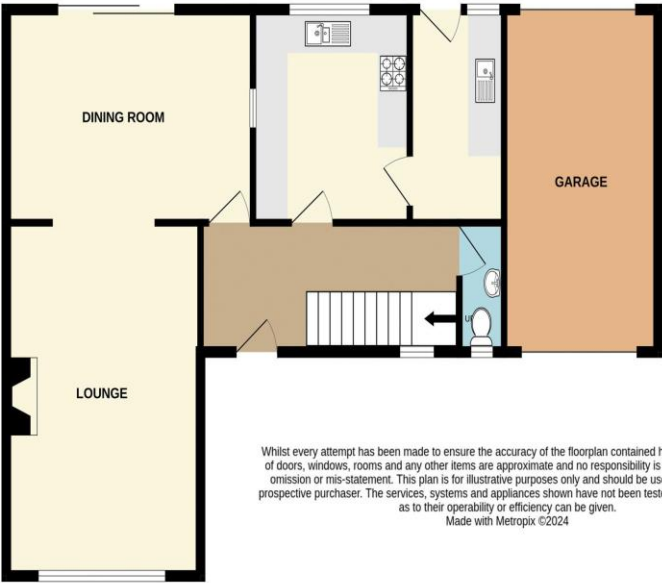 DINING ROOM
GARAGE
LOUNGE
Whilst every attempt has been made to ensure the accuracy of the floorplan contained
of doors, windows, rooms and any other items are approximate and no responsibility is
omission or mis-statement. This plan is for illustrative purposes only and should be
prospective purchaser. The services, systems and appliances shown have not been
as to their operability or efficiency can be given.
Made with Metropix ©2024